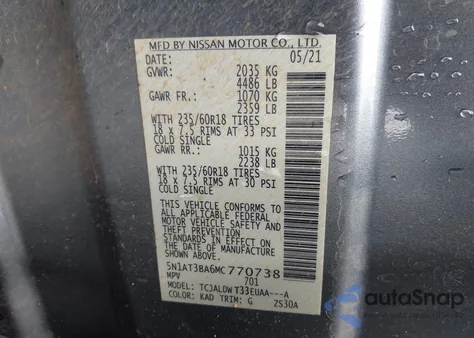 MFD BY NISSAN MOTOR CO., LTD.
DATE: 05/21
GVWR: 2035 KG
4486 LB
GAWR FR.: 1070 KG
2359 LB
WITH 235/60R18 TIRES
18 x 7.5 RIMS AT 33 PSI
COLD SINGLE
GAWR RR.: 1015 KG
2238 LB
WITH 235/60R18 TIRES
18 x 7.5 RIMS AT 30 PSI
COLD SINGLE
THIS VEHICLE CONFORMS TO
ALL APPLICABLE FEDERAL
MOTOR VEHICLE SAFETY AND
THEFT PREVENTION
STANDARDS IN EFFECT ON
THE DATE OF MANUFACTURE
SHOWN ABOVE.
5N1AT3BA6MC770738
MPV 701
MODEL: TCJALDWT33EUAA---A
COLOR: KAD TRIM: G ZS30A
autoSnap
POWERED BY